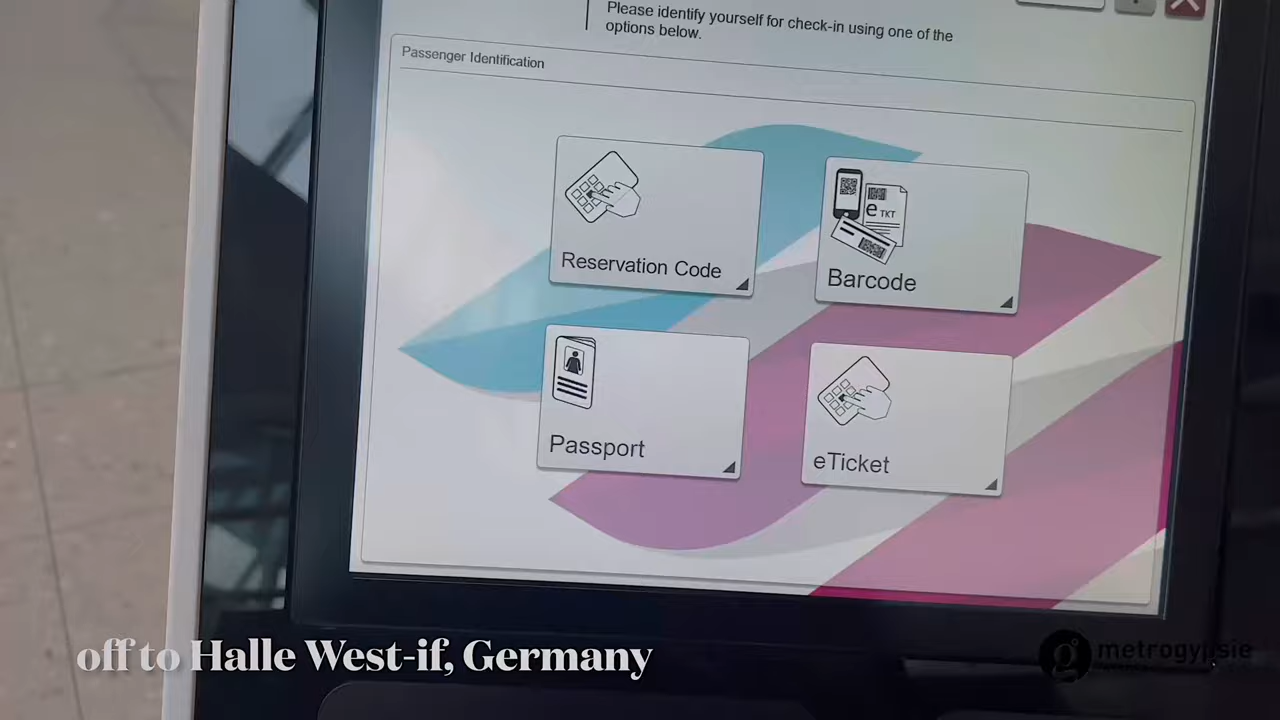 Please identify yourself for check-in using one of the
options below.
Passenger Identification
Reservation Code
e TKT
Barcode
Passport
eTicket
off to Halle West-if, Germany